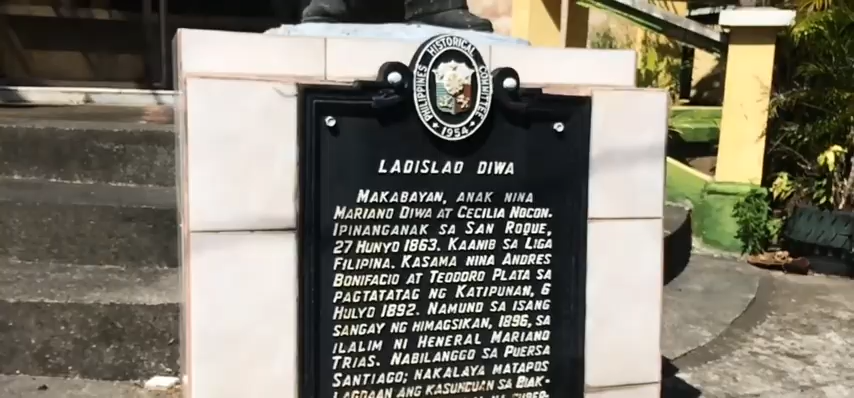 PHILIPPINES HISTORICAL COMMITTEE
1954
LADISLAO DIWA
MAKABAYAN, ANAK NINA
MARIANO DIWA AT CECILIA NOCON.
IPINANGANAK SA SAN ROQUE,
27 HUNYO 1863. KAANIB SA LIGA
FILIPINA. KASAMA NINA ANDRES
BONIFACIO AT TEODORO PLATA SA
PAGTATATAG NG KATIPUNAN, 6
HULYO 1892. NAMUNO SA ISANG
SANGAY NG HIMAGSIKAN, 1896, SA
ILALIM NI HENERAL MARIANO
TRIAS. NABILANGGO SA PUERSA
SANTIAGO; NAKALAYA MATAPOS
LAGDAAN ANG KASUNDUAN SA BIAK-